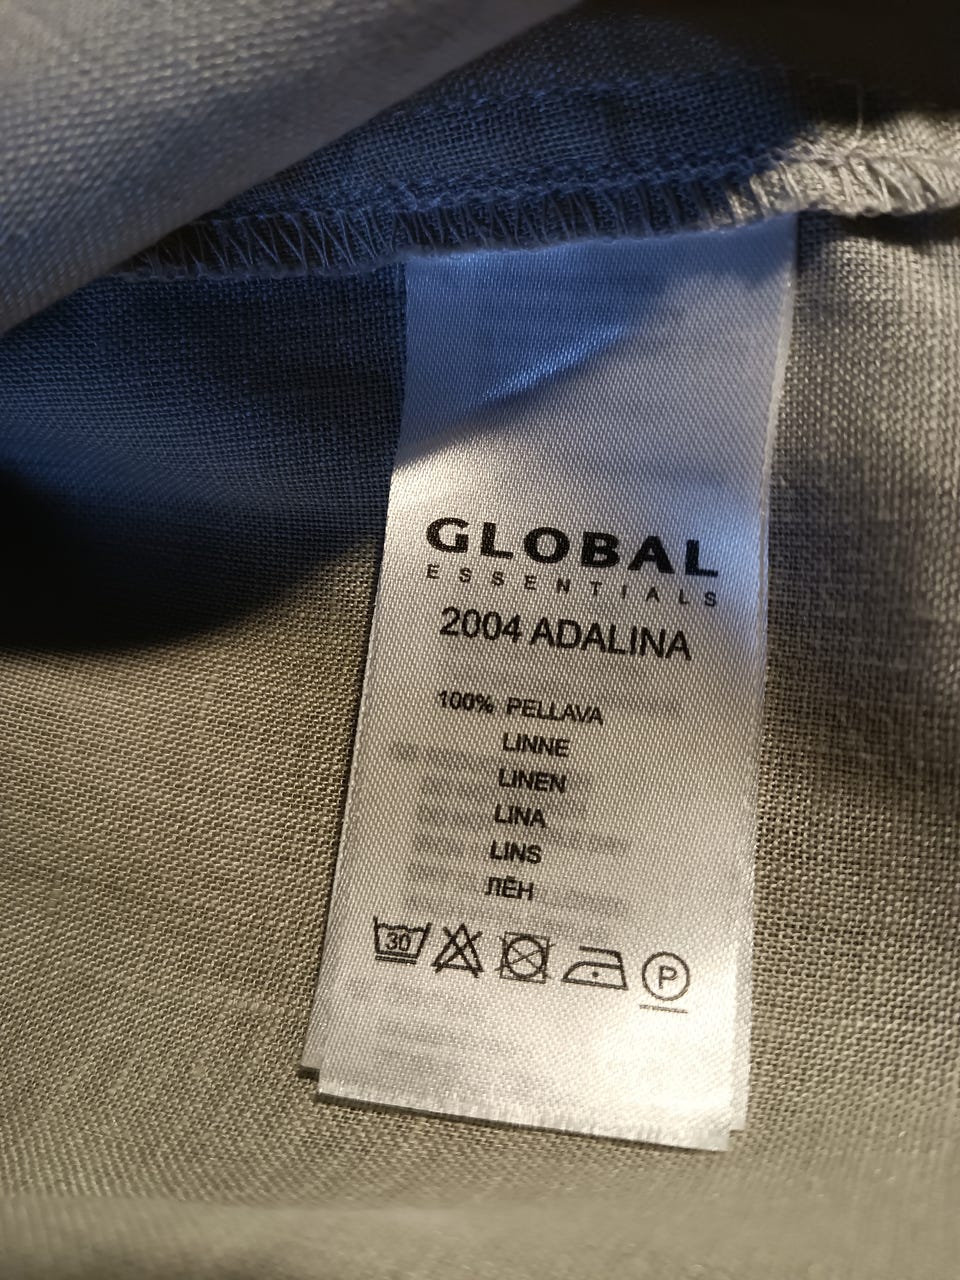 GLOBAL
ESSENTIALS
2004 ADALINA
100% PELLAVA
LINNE
LINEN
LINA
LINS
ЛЁН
30
P